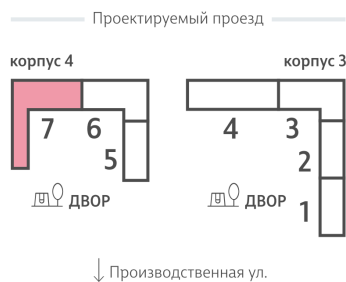 Проектируемый проезд
корпус 4
корпус 3
7 6
5
4 3
2
1
ДВОР
ДВОР
Производственная ул.